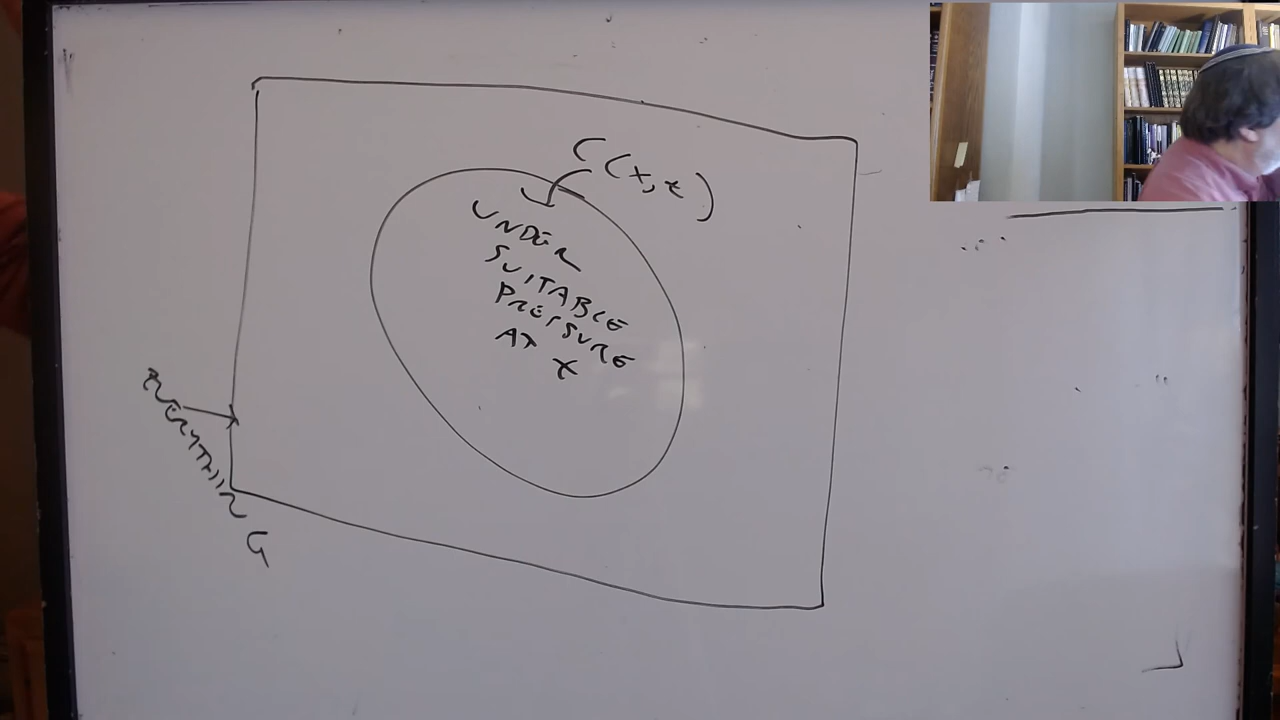 C(x,t)
UNDER
SUITABLE
PRESSURE
AT X
EVERYTHING